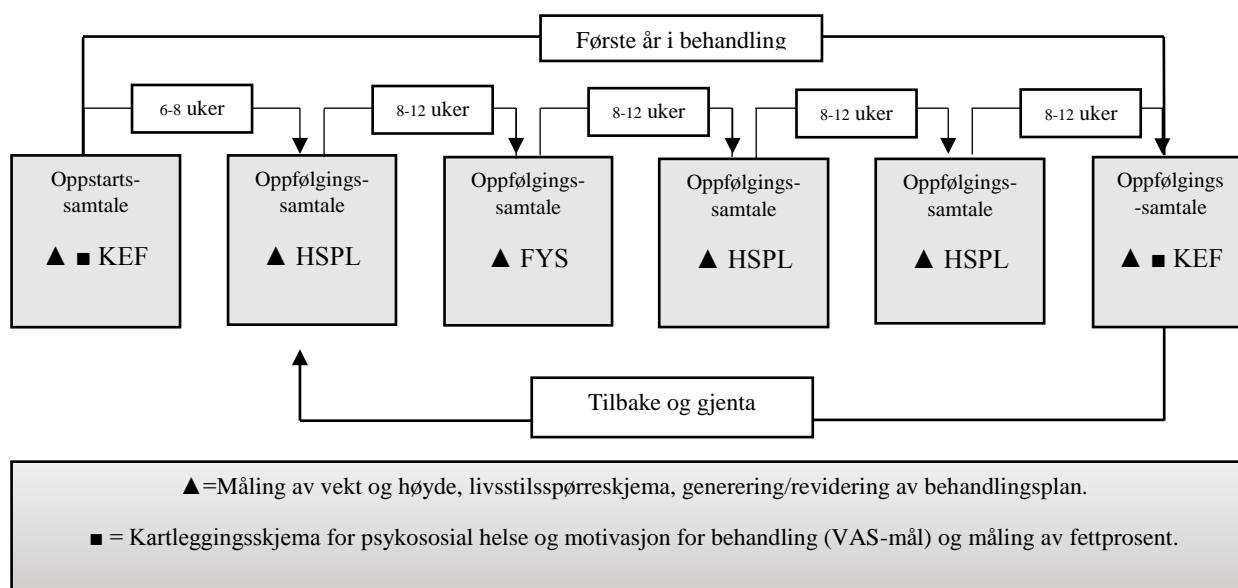 Første år i behandling
6-8 uker
8-12 uker
8-12 uker
8-12 uker
8-12 uker
Oppstarts-
samtale
▲ ■ KEF
Oppfølgings-
samtale
▲ HSPL
Oppfølgings-
samtale
▲ FYS
Oppfølgings-
samtale
▲ HSPL
Oppfølgings-
samtale
▲ HSPL
Oppfølgings
-samtale
▲ ■ KEF
Tilbake og gjenta
▲=Måling av vekt og høyde, livsstilsspørreskjema, generering/revidering av behandlingsplan.
■ = Kartleggingsskjema for psykososial helse og motivasjon for behandling (VAS-mål) og måling av fettprosent.